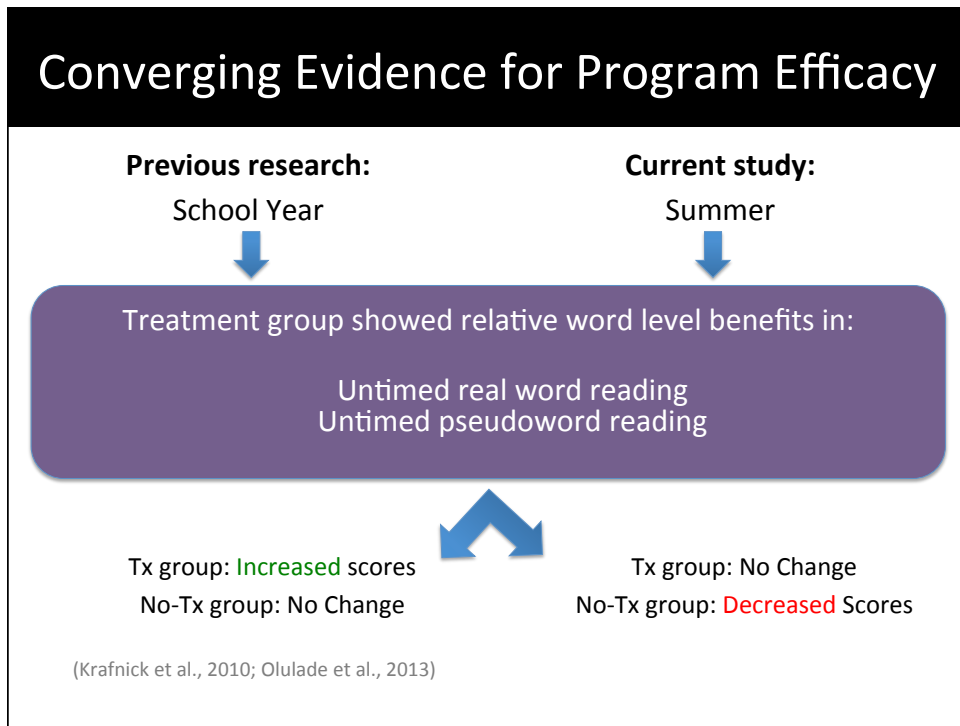 Converging Evidence for Program Efficacy
Previous research:
School Year
Current study:
Summer
Treatment group showed relative word level benefits in:
Untimed real word reading
Untimed pseudoword reading
Tx group: Increased scores
No-Tx group: No Change
Tx group: No Change
No-Tx group: Decreased Scores
(Krafnick et al., 2010; Olulade et al., 2013)